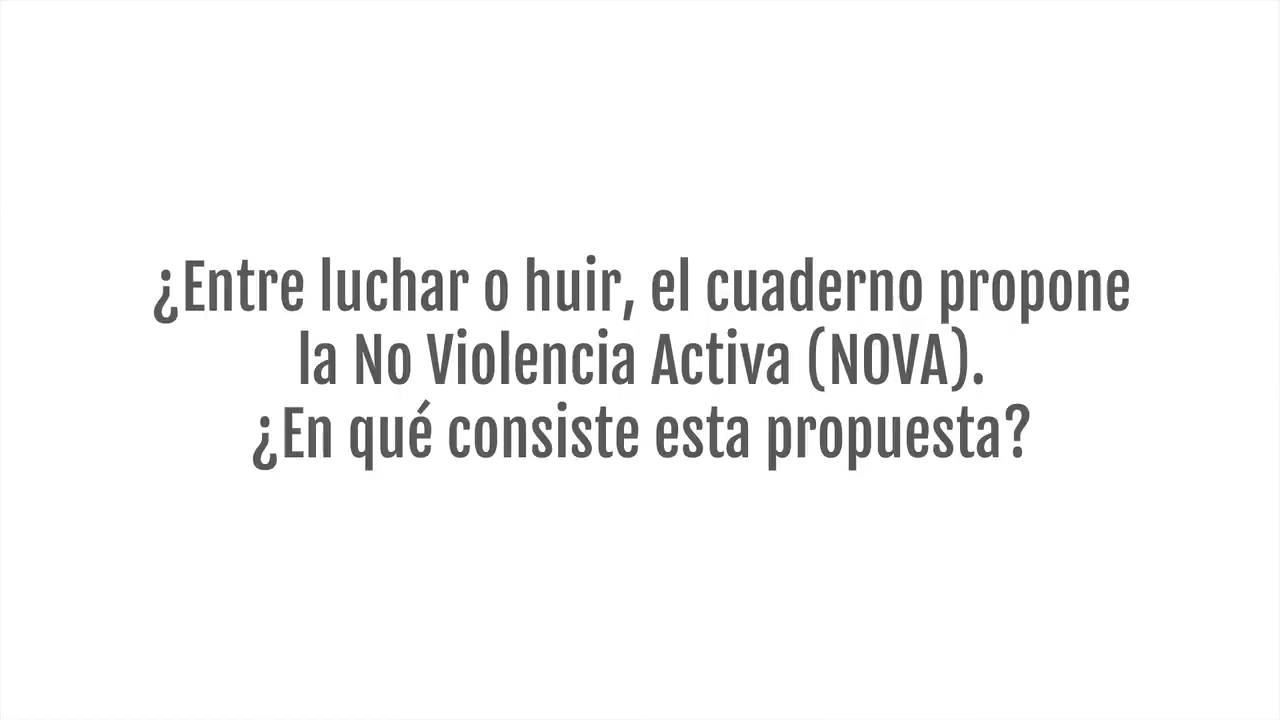 ¿Entre luchar o huir, el cuaderno propone
la No Violencia Activa (NOVA).
¿En qué consiste esta propuesta?